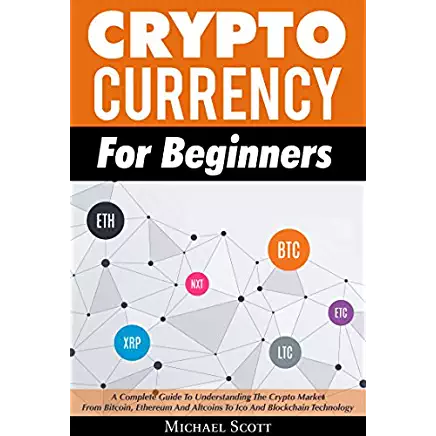 CRYPTO
CURRENCY
For Beginners
ETH
BTC
NXT
ETC
XRP
LTC
A Complete Guide To Understanding The Crypto Market
From Bitcoin, Ethereum And Altcoins To Ico And Blockchain Technology
MICHAEL SCOTT